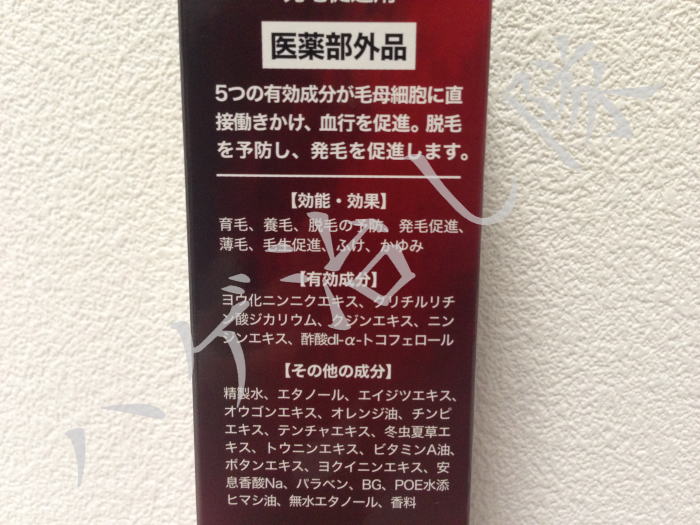 発毛促進剤
医薬部外品
5つの有効成分が毛母細胞に直
接働きかけ、血行を促進。脱毛
を予防し、発毛を促進します。
【効能・効果】
育毛、養毛、脱毛の予防、発毛促進、
薄毛、毛生促進、ふけ、かゆみ
【有効成分】
ヨウ化ニンニクエキス、グリチルリチ
ン酸ジカリウム、クジンエキス、ニン
ジンエキス、酢酸dl-α-トコフェロール
【その他の成分】
精製水、エタノール、エイジツエキス、
オウゴンエキス、オレンジ油、チンピ
エキス、テンチャエキス、冬虫夏草エ
キス、トウニンエキス、ビタミンA油、
ボタンエキス、ヨクイニンエキス、安
息香酸Na、パラベン、BG、POE水添
ヒマシ油、無水エタノール、香料